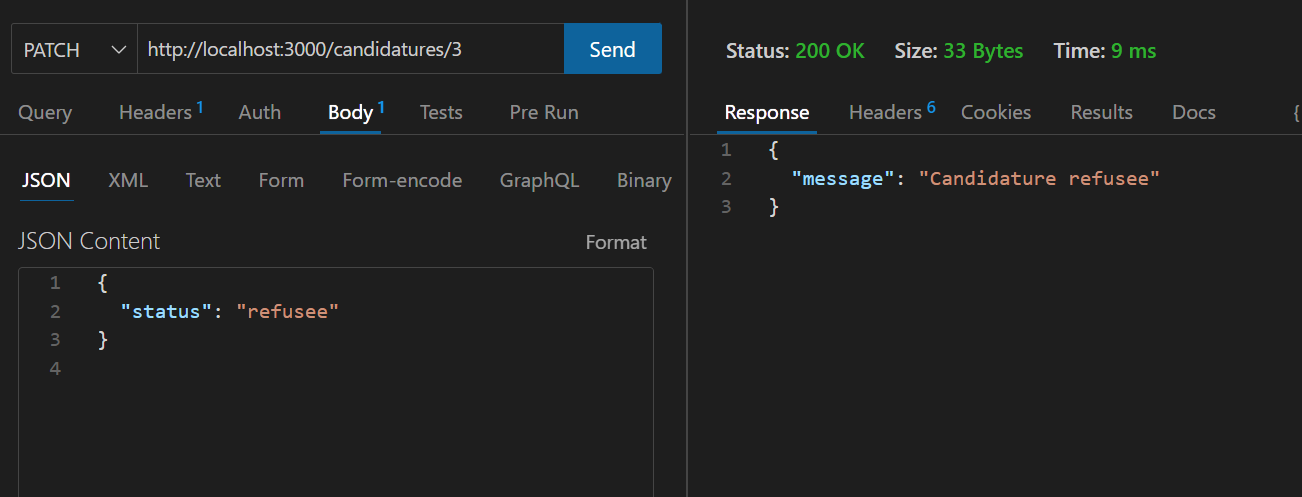 PATCH http://localhost:3000/candidatures/3 Send
Query Headers 1 Auth Body 1 Tests Pre Run
JSON XML Text Form Form-encode GraphQL Binary
JSON Content Format
1 {
2 "status": "refusee"
3 }
4
Status: 200 OK Size: 33 Bytes Time: 9 ms
Response Headers 6 Cookies Results Docs {
1 {
2 "message": "Candidature refusee"
3 }